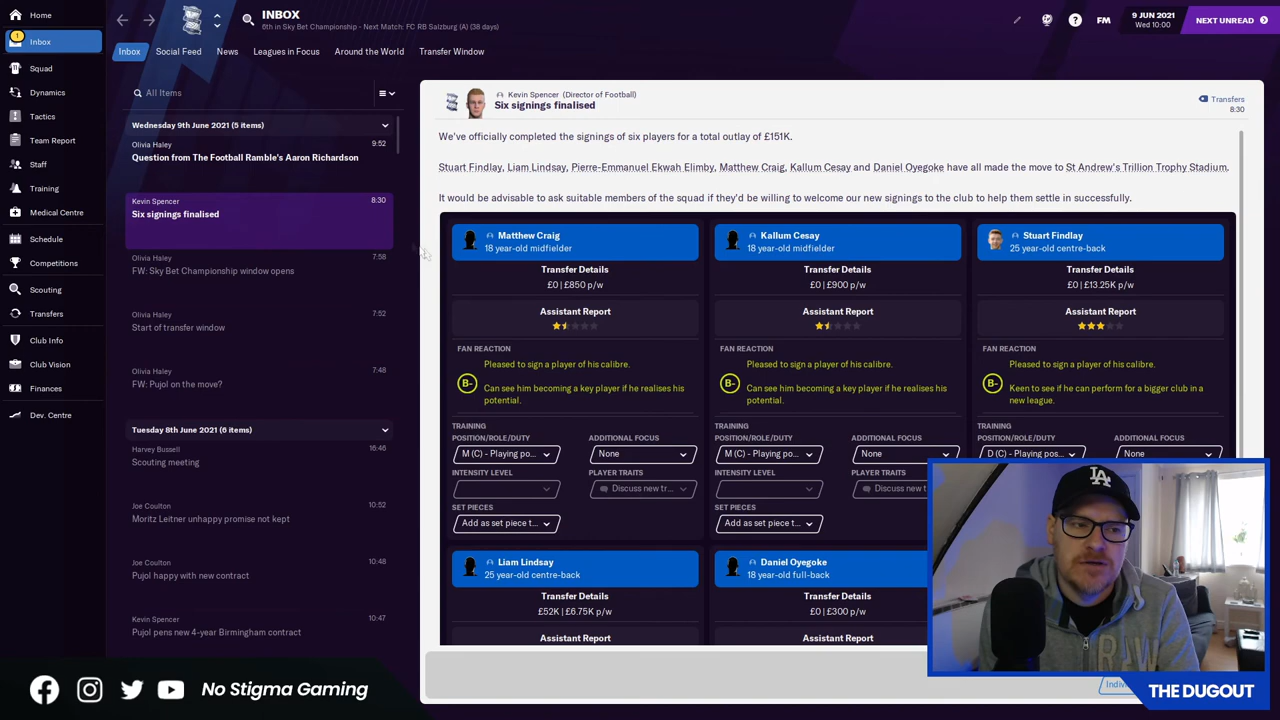 Home
1
Inbox
Squad
Dynamics
Tactics
Team Report
Staff
Training
Medical Centre
Schedule
Competitions
Scouting
Transfers
Club Info
Club Vision
Finances
Dev. Centre
INBOX
6th in Sky Bet Championship - Next Match: FC RB Salzburg (A) (38 days)
FM
9 JUN 2021
Wed 10:00
NEXT UNREAD
Inbox
Social Feed
News
Leagues in Focus
Around the World
Transfer Window
All Items
Wednesday 9th June 2021 (5 items)
Olivia Haley 9:52
Question from The Football Ramble's Aaron Richardson
Kevin Spencer 8:30
Six signings finalised
Olivia Haley 7:58
FW: Sky Bet Championship window opens
Olivia Haley 7:52
Start of transfer window
Olivia Haley 7:48
FW: Pujol on the move?
Tuesday 8th June 2021 (6 items)
Harvey Bussell 16:46
Scouting meeting
Joe Coulton 10:52
Moritz Leitner unhappy promise not kept
Joe Coulton 10:48
Pujol happy with new contract
Kevin Spencer 10:47
Pujol pens new 4-year Birmingham contract
Kevin Spencer (Director of Football)
Six signings finalised
Transfers
8:30
We've officially completed the signings of six players for a total outlay of £151K.
Stuart Findlay, Liam Lindsay, Pierre-Emmanuel Ekwah Elimby, Matthew Craig, Kallum Cesay and Daniel Oyegoke have all made the move to St Andrew's Trillion Trophy Stadium.
It would be advisable to ask suitable members of the squad if they'd be willing to welcome our new signings to the club to help them settle in successfully.
Matthew Craig
18 year-old midfielder
Transfer Details
£0 | £850 p/w
Assistant Report
FAN REACTION
B-
Pleased to sign a player of his calibre.
Can see him becoming a key player if he realises his
potential.
TRAINING
POSITION/ROLE/DUTY ADDITIONAL FOCUS
M (C) - Playing po... None
INTENSITY LEVEL PLAYER TRAITS
Discuss new tr...
SET PIECES
Add as set piece t...
Kallum Cesay
18 year-old midfielder
Transfer Details
£0 | £900 p/w
Assistant Report
FAN REACTION
B-
Pleased to sign a player of his calibre.
Can see him becoming a key player if he realises his
potential.
TRAINING
POSITION/ROLE/DUTY ADDITIONAL FOCUS
M (C) - Playing po... None
INTENSITY LEVEL PLAYER TRAITS
Discuss new t
SET PIECES
Add as set piece t...
Stuart Findlay
25 year-old centre-back
Transfer Details
£0 | £13.25K p/w
Assistant Report
FAN REACTION
B-
Pleased to sign a player of his calibre.
Keen to see if he can perform for a bigger club in a
new league.
TRAINING
POSITION/ROLE/DUTY ADDITIONAL FOCUS
D (C) - Playing po... None
Liam Lindsay
25 year-old centre-back
Transfer Details
£52K | £6.75K p/w
Assistant Report
Daniel Oyegoke
18 year-old full-back
Transfer Details
£0 | £300 p/w
Assistant Report
No Stigma Gaming
LA
THE DUGOUT